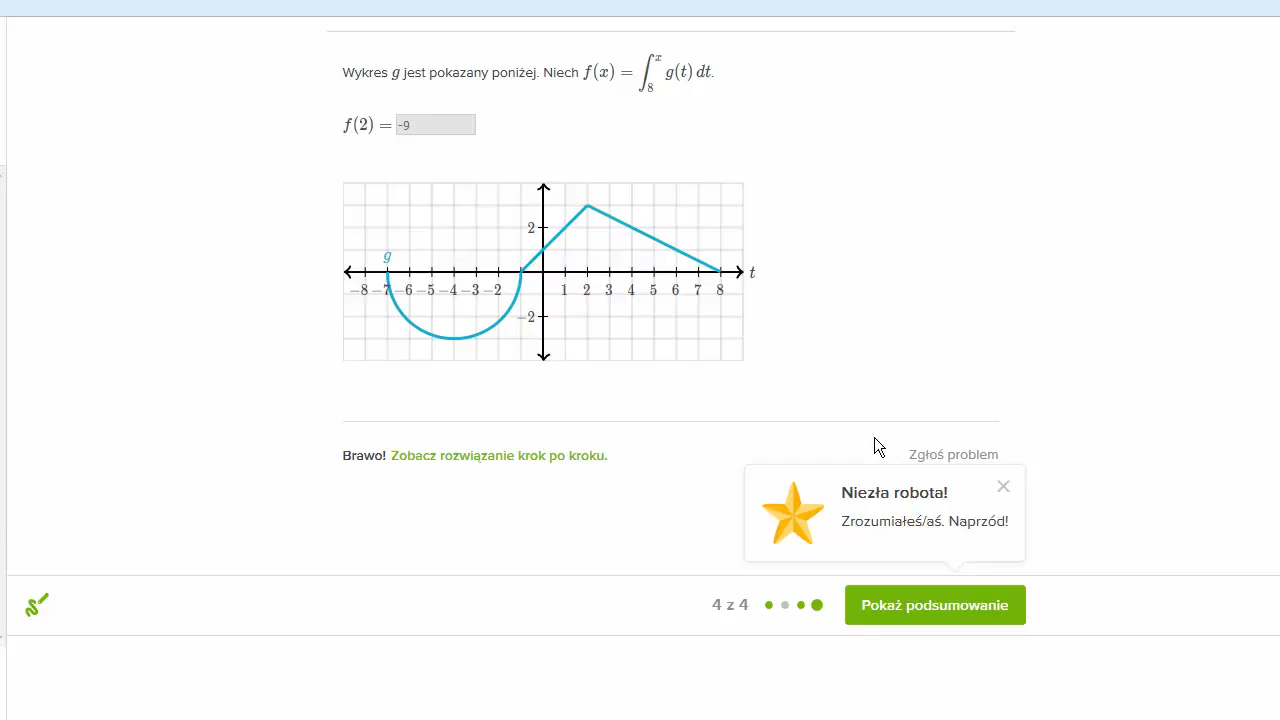 Wykres g jest pokazany poniżej. Niech f(x) = ∫₈ˣ g(t) dt.
f(2) = -9
2
g
t
−8 −7 −6 −5 −4 −3 −2 1 2 3 4 5 6 7 8
−2
Brawo! Zobacz rozwiązanie krok po kroku.
Zgłoś problem
Niezła robota!
Zrozumiałeś/aś. Naprzód!
4 z 4
Pokaż podsumowanie